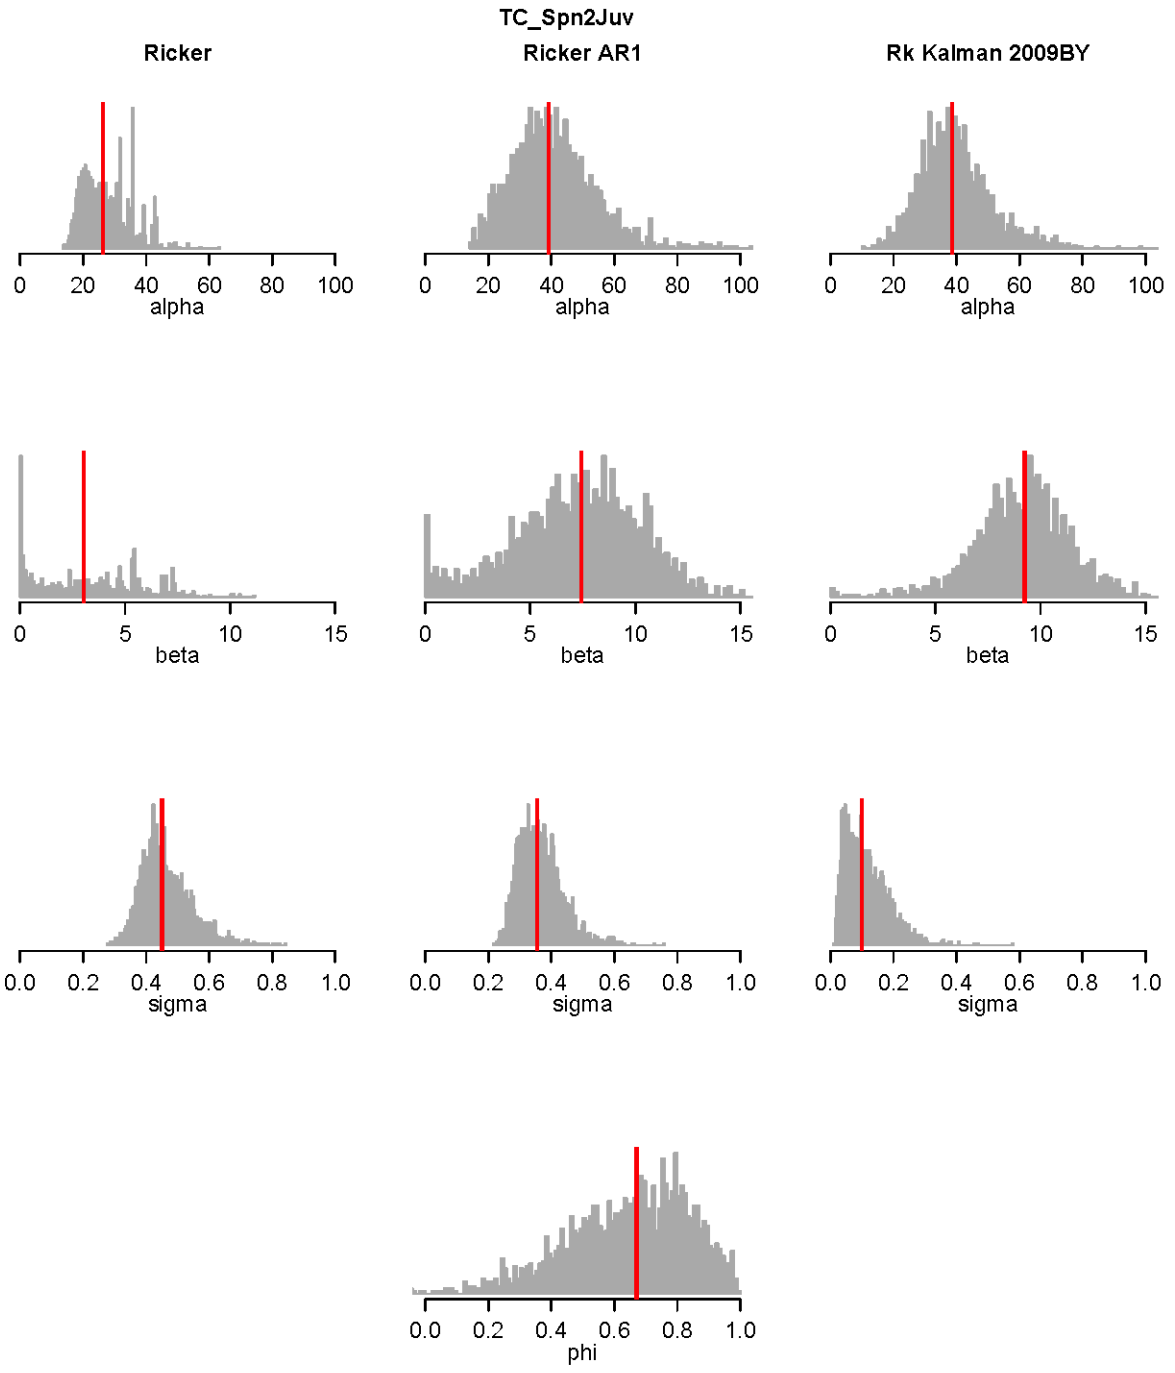 TC_Spn2Juv
Ricker Ricker AR1 Rk Kalman 2009BY
0 20 40 60 80 100 0 20 40 60 80 100 0 20 40 60 80 100
alpha alpha alpha
0 5 10 15 0 5 10 15 0 5 10 15
beta beta beta
0.0 0.2 0.4 0.6 0.8 1.0 0.0 0.2 0.4 0.6 0.8 1.0 0.0 0.2 0.4 0.6 0.8 1.0
sigma sigma sigma
0.0 0.2 0.4 0.6 0.8 1.0
phi